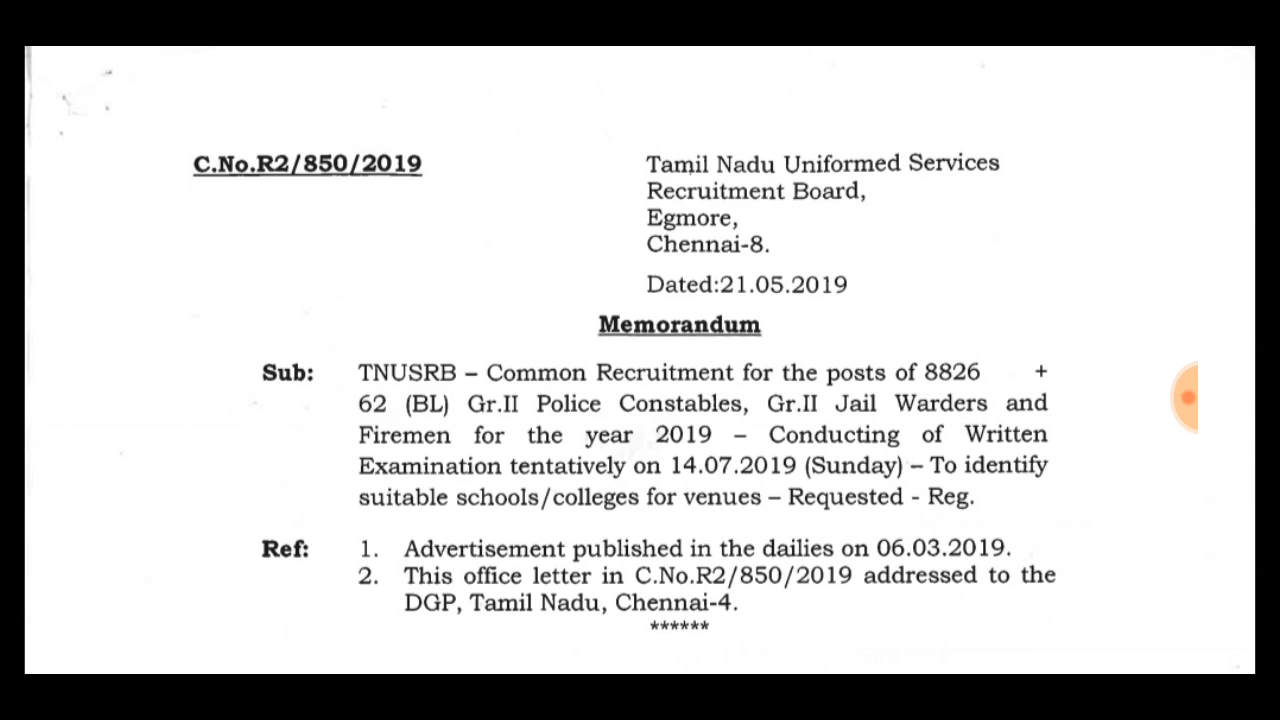 C.No.R2/850/2019
Tamil Nadu Uniformed Services
Recruitment Board,
Egmore,
Chennai-8.
Dated:21.05.2019
Memorandum
Sub: TNUSRB – Common Recruitment for the posts of 8826 +
62 (BL) Gr.II Police Constables, Gr.II Jail Warders and
Firemen for the year 2019 – Conducting of Written
Examination tentatively on 14.07.2019 (Sunday) – To identify
suitable schools/colleges for venues – Requested - Reg.
Ref: 1. Advertisement published in the dailies on 06.03.2019.
2. This office letter in C.No.R2/850/2019 addressed to the
DGP, Tamil Nadu, Chennai-4.
******